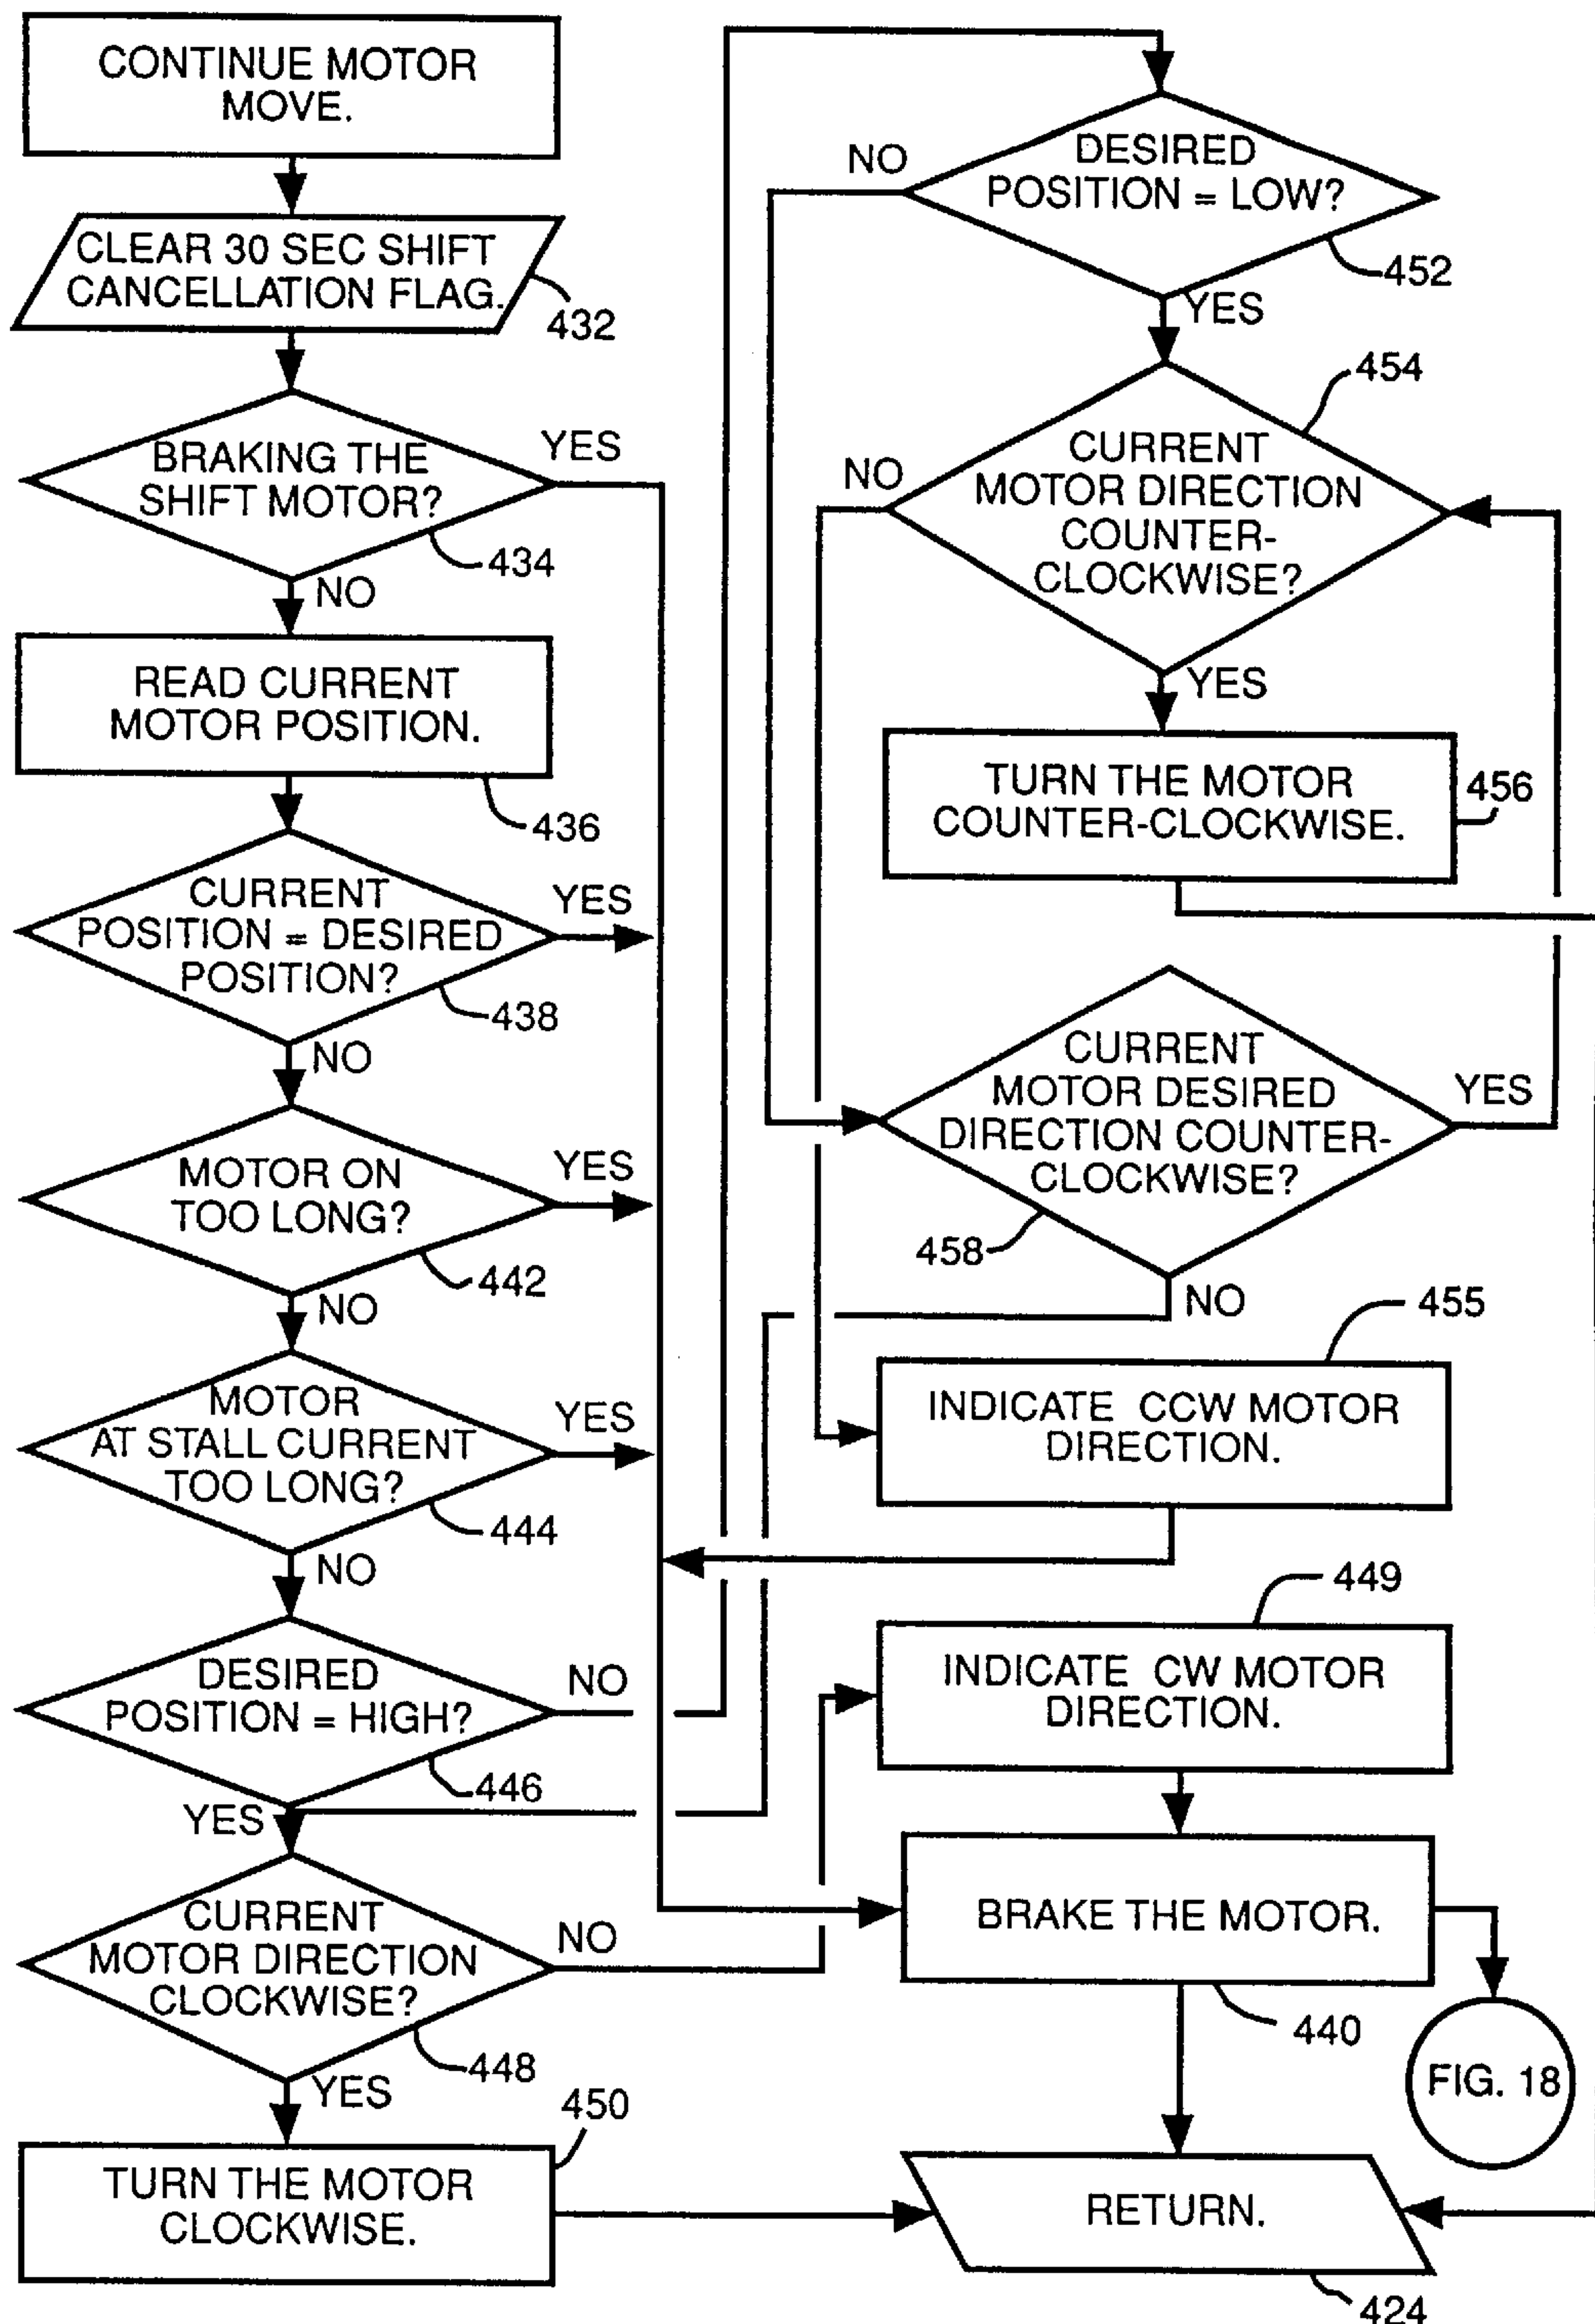 CONTINUE MOTOR
MOVE.
CLEAR 30 SEC SHIFT
CANCELLATION FLAG.
432
BRAKING THE
SHIFT MOTOR?
YES
434
NO
READ CURRENT
MOTOR POSITION.
436
CURRENT
POSITION = DESIRED
POSITION?
YES
438
NO
MOTOR ON
TOO LONG?
YES
442
NO
MOTOR
AT STALL CURRENT
TOO LONG?
YES
444
NO
DESIRED
POSITION = HIGH?
NO
446
YES
CURRENT
MOTOR DIRECTION
CLOCKWISE?
NO
448
YES
450
TURN THE MOTOR
CLOCKWISE.
NO
DESIRED
POSITION = LOW?
452
YES
454
NO
CURRENT
MOTOR DIRECTION
COUNTER-
CLOCKWISE?
YES
TURN THE MOTOR
COUNTER-CLOCKWISE.
456
CURRENT
MOTOR DESIRED
DIRECTION COUNTER-
CLOCKWISE?
YES
458
NO
455
INDICATE CCW MOTOR
DIRECTION.
449
INDICATE CW MOTOR
DIRECTION.
BRAKE THE MOTOR.
440
FIG. 18
RETURN.
424